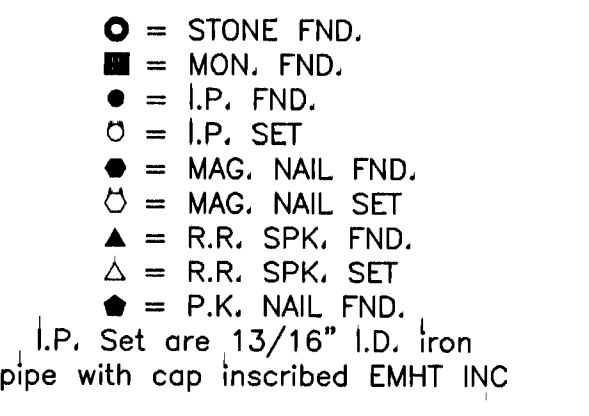 = STONE FND.
= MON. FND.
= I.P. FND.
= I.P. SET
= MAG. NAIL FND.
= MAG. NAIL SET
= R.R. SPK. FND.
= R.R. SPK. SET
= P.K. NAIL FND.
I.P. Set are 13/16" I.D. iron
pipe with cap inscribed EMHT INC